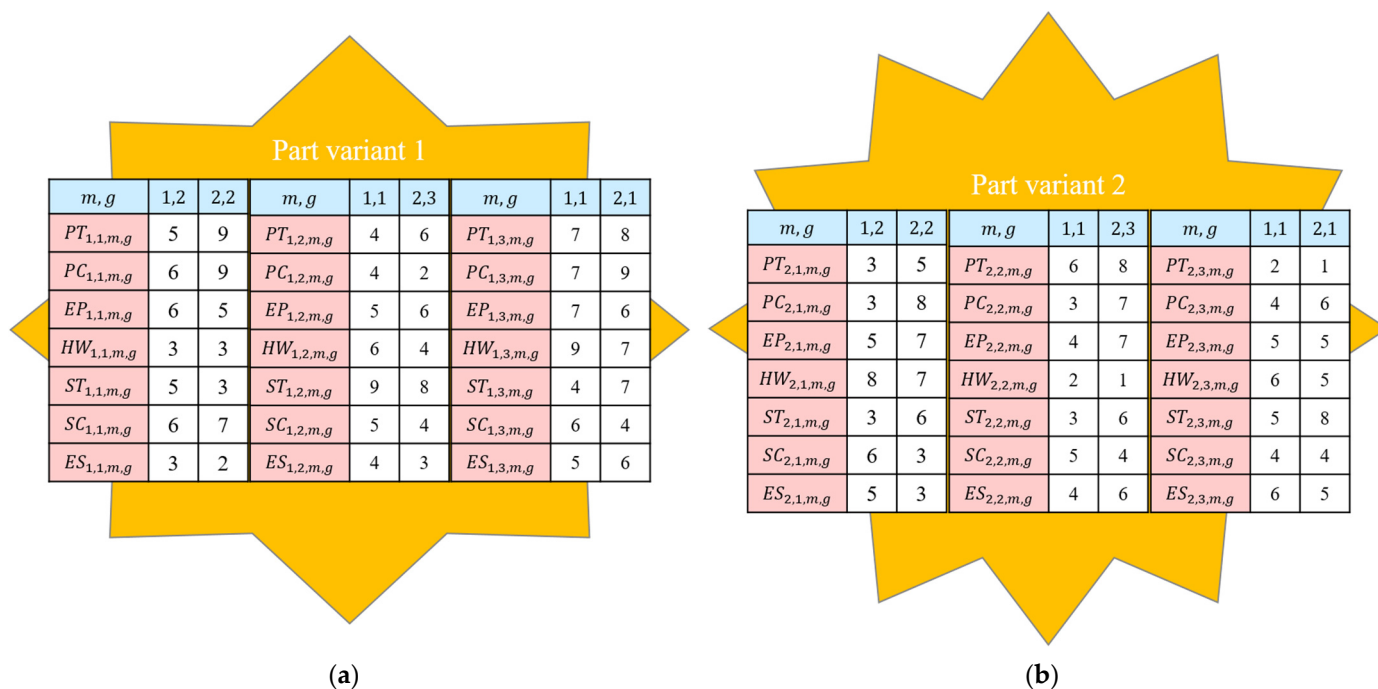 Part variant 1
m, g 1,2 2,2 m, g 1,1 2,3 m, g 1,1 2,1
PT1,1,m,g 5 9 PT1,2,m,g 4 6 PT1,3,m,g 7 8
PC1,1,m,g 6 9 PC1,2,m,g 4 2 PC1,3,m,g 7 9
EP1,1,m,g 6 5 EP1,2,m,g 5 6 EP1,3,m,g 7 6
HW1,1,m,g 3 3 HW1,2,m,g 6 4 HW1,3,m,g 9 7
ST1,1,m,g 5 3 ST1,2,m,g 9 8 ST1,3,m,g 4 7
SC1,1,m,g 6 7 SC1,2,m,g 5 4 SC1,3,m,g 6 4
ES1,1,m,g 3 2 ES1,2,m,g 4 3 ES1,3,m,g 5 6
(a)
Part variant 2
m, g 1,2 2,2 m, g 1,1 2,3 m, g 1,1 2,1
PT2,1,m,g 3 5 PT2,2,m,g 6 8 PT2,3,m,g 2 1
PC2,1,m,g 3 8 PC2,2,m,g 3 7 PC2,3,m,g 4 6
EP2,1,m,g 5 7 EP2,2,m,g 4 7 EP2,3,m,g 5 5
HW2,1,m,g 8 7 HW2,2,m,g 2 1 HW2,3,m,g 6 5
ST2,1,m,g 3 6 ST2,2,m,g 3 6 ST2,3,m,g 5 8
SC2,1,m,g 6 3 SC2,2,m,g 5 4 SC2,3,m,g 4 4
ES2,1,m,g 5 3 ES2,2,m,g 4 6 ES2,3,m,g 6 5
(b)